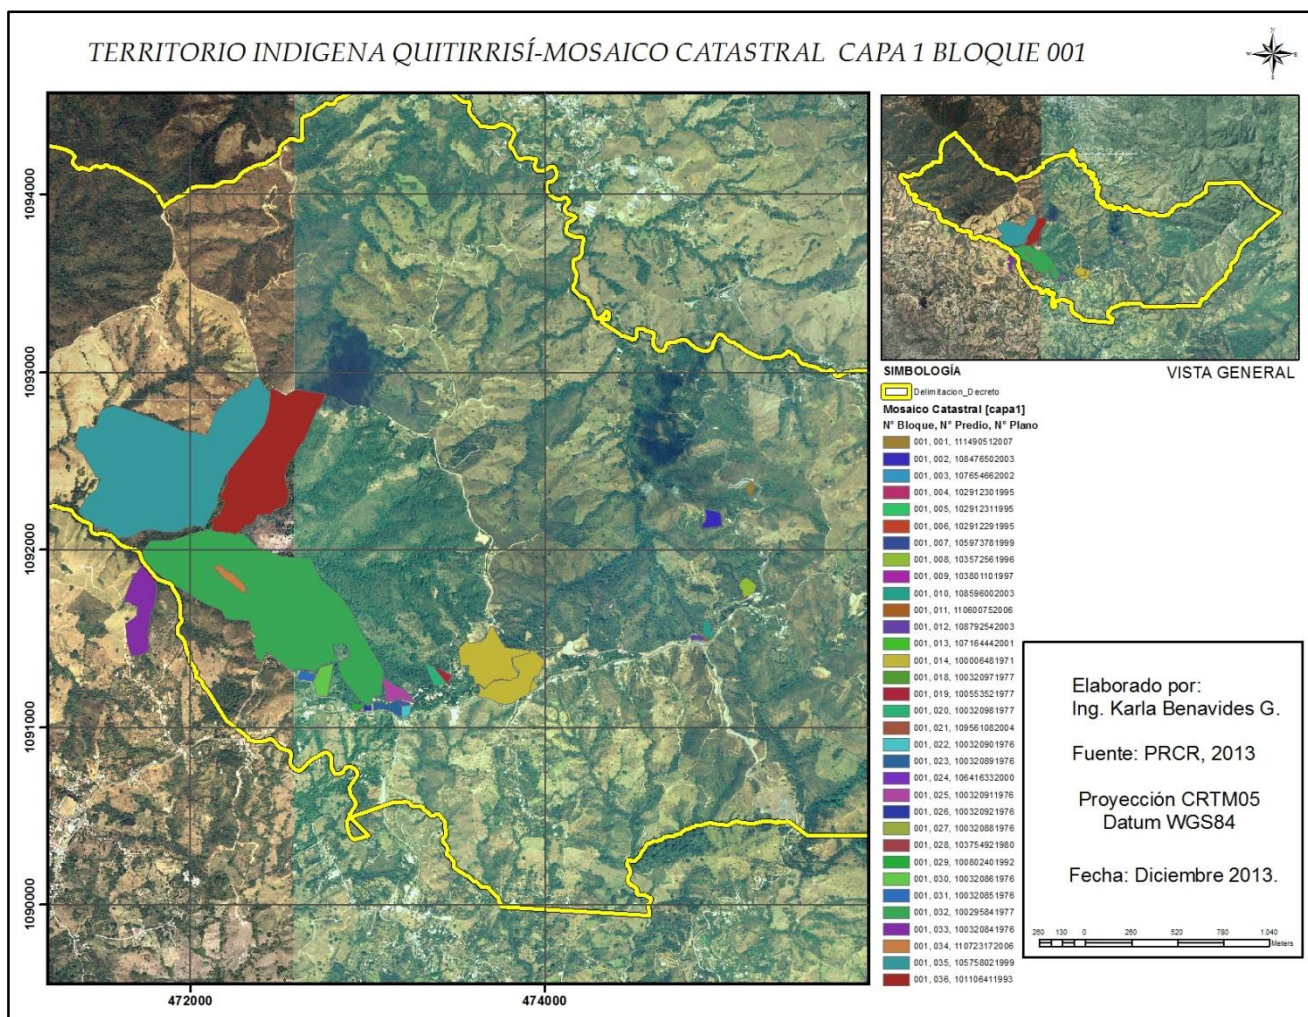 TERRITORIO INDIGENA QUITIRRISÍ-MOSAICO CATASTRAL CAPA 1 BLOQUE 001
1094000
1093000
1092000
1091000
1090000
472000
474000
VISTA GENERAL
SIMBOLOGÍA
Delimitacion_Decreto
Mosaico Catastral [capa1]
N° Bloque, N° Predio, N° Plano
001, 001, 111490512007
001, 002, 108476502003
001, 003, 107654662002
001, 004, 102912301995
001, 005, 102912311995
001, 006, 102912291995
001, 007, 105973781999
001, 008, 103572561996
001, 009, 103801101997
001, 010, 108596002003
001, 011, 110600752006
001, 012, 108792542003
001, 013, 107164442001
001, 014, 100006481971
001, 018, 100320971977
001, 019, 100553521977
001, 020, 100320981977
001, 021, 109561082004
001, 022, 100320901976
001, 023, 100320891976
001, 024, 106416332000
001, 025, 100320911976
001, 026, 100320921976
001, 027, 100320881976
001, 028, 103754921980
001, 029, 100802401992
001, 030, 100320861976
001, 031, 100320851976
001, 032, 100295841977
001, 033, 100320841976
001, 034, 110723172006
001, 035, 105758021999
001, 036, 101106411993
Elaborado por:
Ing. Karla Benavides G.
Fuente: PRCR, 2013
Proyección CRTM05
Datum WGS84
Fecha: Diciembre 2013.
260 130 0 260 520 780 1.040
Meters